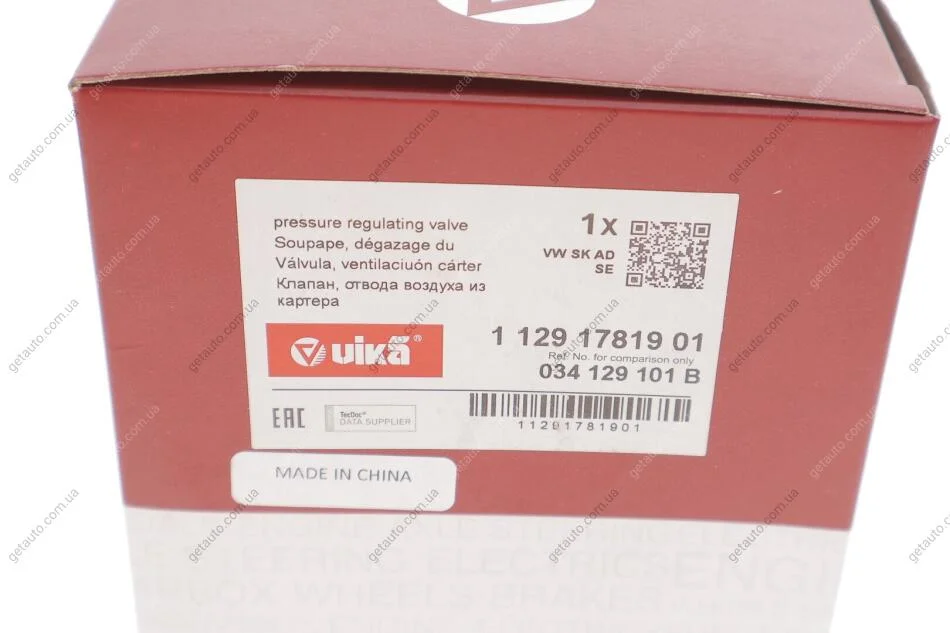 pressure regulating valve
Soupape, dégazage du
Válvula, ventilaciuón cárter
Клапан, отвода воздуха из
картера
1x
VW SK AD
SE
vika®
1 129 17819 01
Ref. No. for comparison only
034 129 101 B
EAC
TecDoc®
DATA SUPPLIER
11291781901
MADE IN CHINA
WHEELS BRAKES
getauto.com.ua